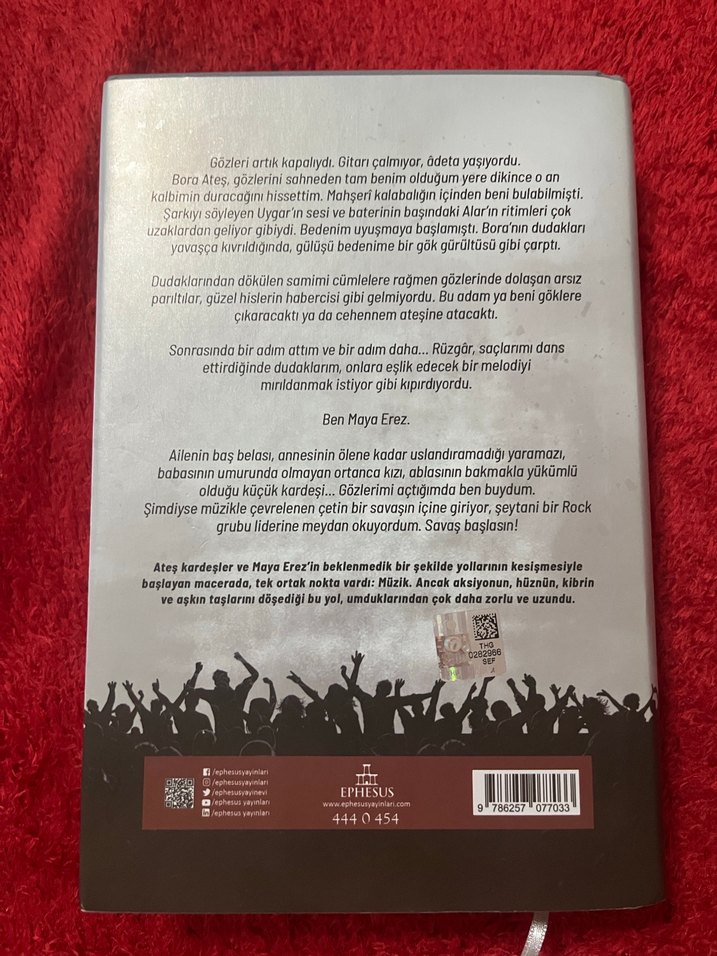 Gözleri artık kapalıydı. Gitarı çalmıyor, âdeta yaşıyordu.
Bora Ateş, gözlerini sahneden tam benim olduğum yere dikince o an
kalbimin duracağını hissettim. Mahşerî kalabalığın içinden beni bulabilmişti.
Şarkıyı söyleyen Uygar'ın sesi ve baterinin başındaki Alar'ın ritimleri çok
uzaklardan geliyor gibiydi. Bedenim uyuşmaya başlamıştı. Bora'nın dudakları
yavaşça kıvrıldığında, gülüşü bedenime bir gök gürültüsü gibi çarptı.
Dudaklarından dökülen samimi cümlelere rağmen gözlerinde dolaşan arsız
parıltılar, güzel hislerin habercisi gibi gelmiyordu. Bu adam ya beni göklere
çıkaracaktı ya da cehennem ateşine atacaktı.
Sonrasında bir adım attım ve bir adım daha... Rüzgâr, saçlarımı dans
ettirdiğinde dudaklarım, onlara eşlik edecek bir melodiyi
mırıldanmak istiyor gibi kıpırdıyordu.
Ben Maya Erez.
Ailenin baş belası, annesinin ölene kadar uslandıramadığı yaramazı,
babasının umurunda olmayan ortanca kızı, ablasının bakmakla yükümlü
olduğu küçük kardeşi... Gözlerimi açtığımda ben buydum.
Şimdiyse müzikle çevrelenen çetin bir savaşın içine giriyor, şeytani bir Rock
grubu liderine meydan okuyordum. Savaş başlasın!
Ateş kardeşler ve Maya Erez'in beklenmedik bir şekilde yollarının kesişmesiyle
başlayan macerada, tek ortak nokta vardı: Müzik. Ancak aksiyonun, hüznün, kibrin
ve aşkın taşlarını döşediği bu yol, umduklarından çok daha zorlu ve uzundu.
THG
0282966
SEF
/ephesusyayinlari
/ephesusyayinlari
/ephesusyayinevi
/ephesus yayınları
/ephesus yayınları
EPHESUS
www.ephesusyayinlari.com
444 0 454
9 786257 077033